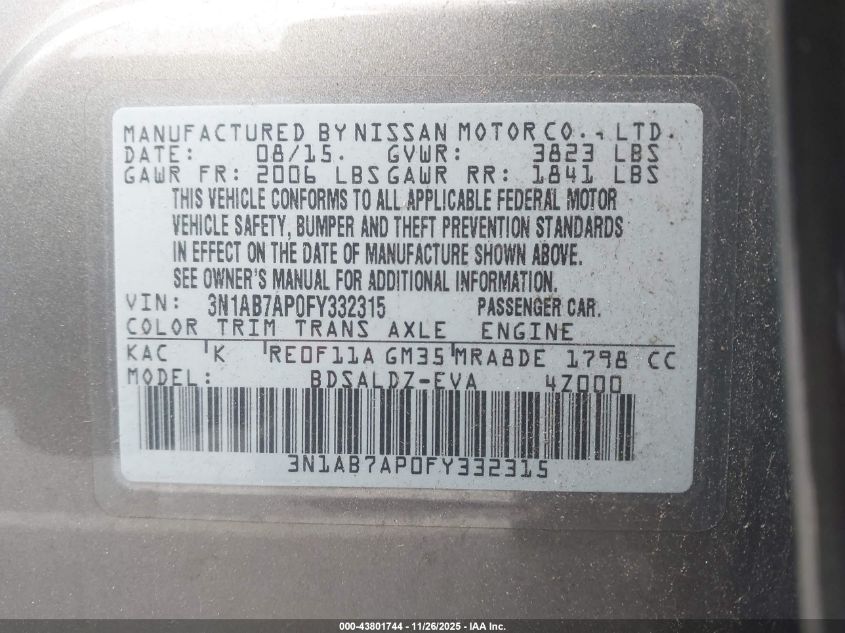 MANUFACTURED BY NISSAN MOTOR CO., LTD.
DATE: 08/15. GVWR: 3823 LBS
GAWR FR: 2006 LBS GAWR RR: 1841 LBS
THIS VEHICLE CONFORMS TO ALL APPLICABLE FEDERAL MOTOR
VEHICLE SAFETY, BUMPER AND THEFT PREVENTION STANDARDS
IN EFFECT ON THE DATE OF MANUFACTURE SHOWN ABOVE.
SEE OWNER'S MANUAL FOR ADDITIONAL INFORMATION.
VIN: 3N1AB7AP0FY332315 PASSENGER CAR.
COLOR TRIM TRANS AXLE ENGINE
KAC K RE0F11A GM35 MRA8DE 1798 CC
MODEL: BDSALDZ-EVA 4Z000
3N1AB7AP0FY332315
000-43801744 - 11/26/2025 - IAA Inc.